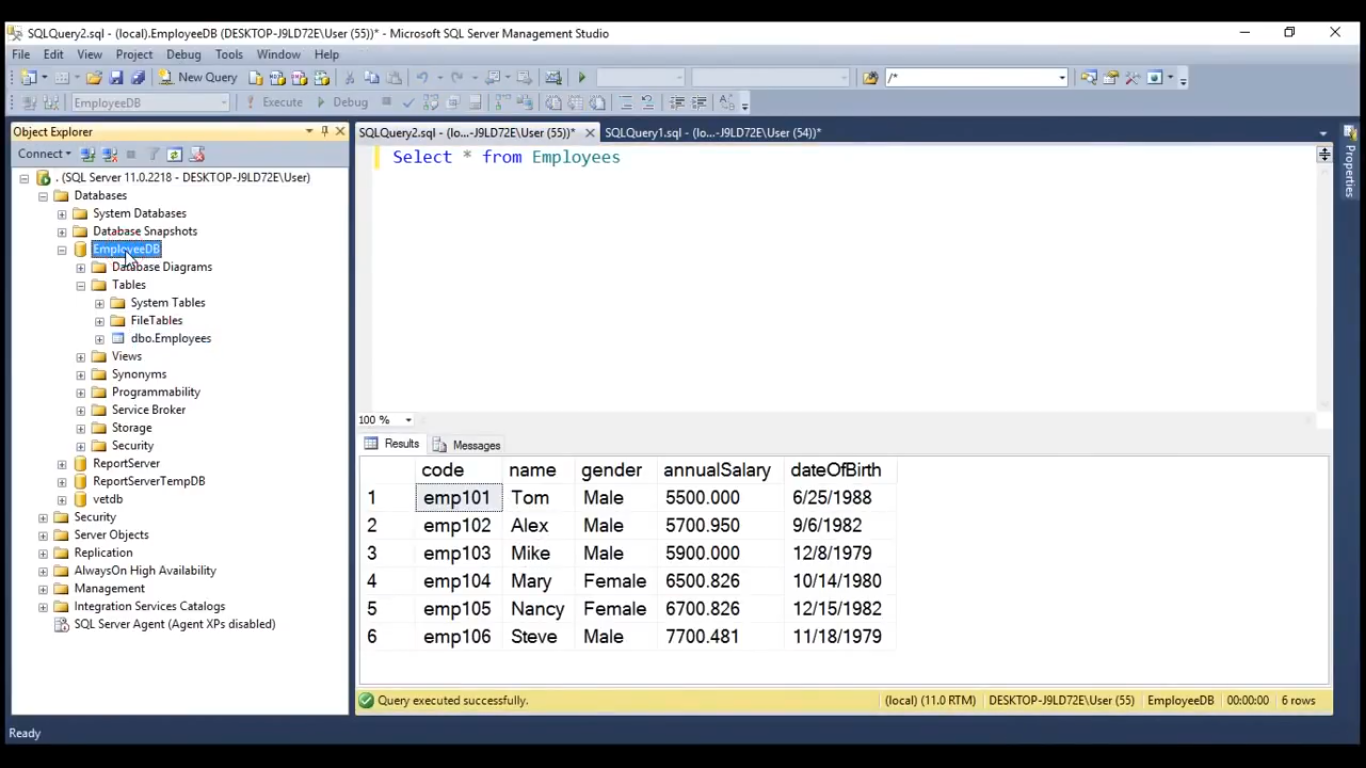 SQLQuery2.sql - (local).EmployeeDB (DESKTOP-J9LD72E\User (55))* - Microsoft SQL Server Management Studio
File Edit View Project Debug Tools Window Help
New Query /*
EmployeeDB Execute Debug
Object Explorer
Connect
. (SQL Server 11.0.2218 - DESKTOP-J9LD72E\User)
Databases
System Databases
Database Snapshots
EmployeeDB
Database Diagrams
Tables
System Tables
FileTables
dbo.Employees
Views
Synonyms
Programmability
Service Broker
Storage
Security
ReportServer
ReportServerTempDB
vetdb
Security
Server Objects
Replication
AlwaysOn High Availability
Management
Integration Services Catalogs
SQL Server Agent (Agent XPs disabled)
SQLQuery2.sql - (lo...-J9LD72E\User (55))* SQLQuery1.sql - (lo...-J9LD72E\User (54))*
Select * from Employees
100 %
Results Messages
code name gender annualSalary dateOfBirth
1 emp101 Tom Male 5500.000 6/25/1988
2 emp102 Alex Male 5700.950 9/6/1982
3 emp103 Mike Male 5900.000 12/8/1979
4 emp104 Mary Female 6500.826 10/14/1980
5 emp105 Nancy Female 6700.826 12/15/1982
6 emp106 Steve Male 7700.481 11/18/1979
Query executed successfully. (local) (11.0 RTM) DESKTOP-J9LD72E\User (55) EmployeeDB 00:00:00 6 rows
Properties
Ready